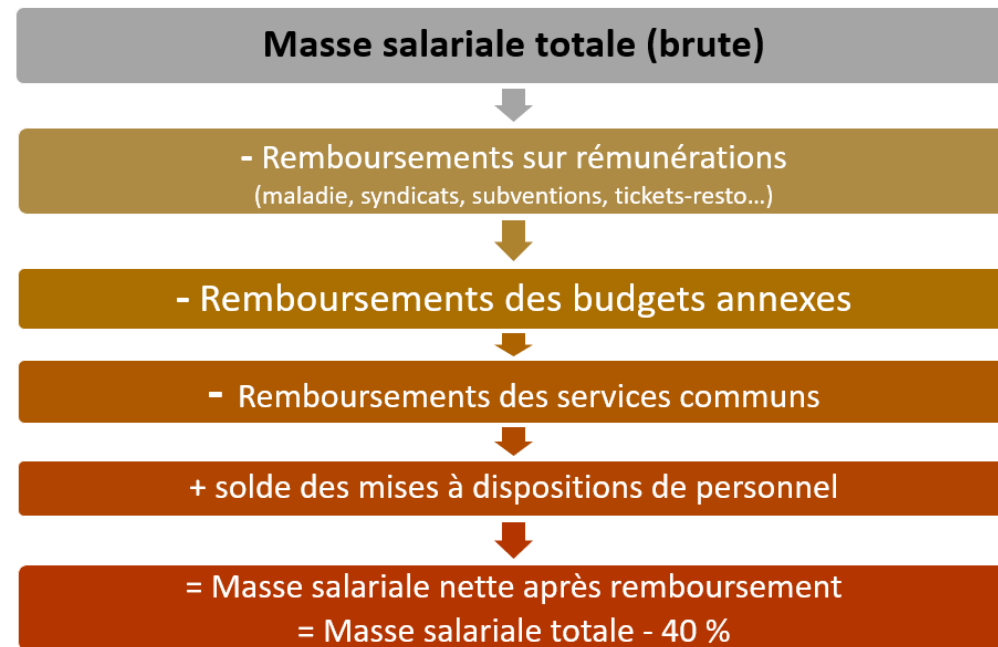 Masse salariale totale (brute)
- Remboursements sur rémunérations
(maladie, syndicats, subventions, tickets-resto...)
- Remboursements des budgets annexes
- Remboursements des services communs
+ solde des mises à dispositions de personnel
= Masse salariale nette après remboursement
= Masse salariale totale - 40 %